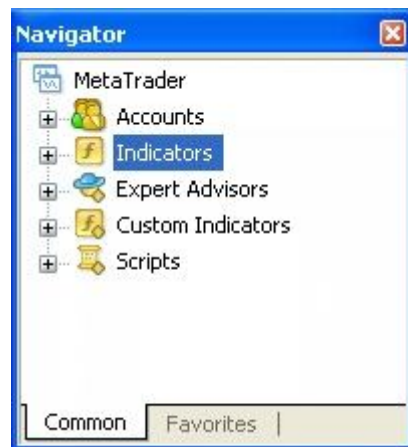 Navigator
MetaTrader
Accounts
Indicators
Expert Advisors
Custom Indicators
Scripts
Common
Favorites